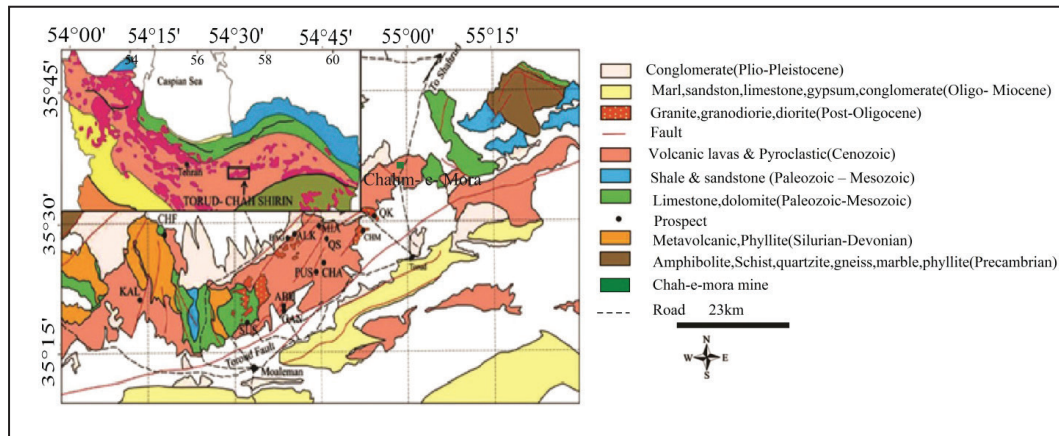 54°00' 54°15' 54°30' 54°45' 55°00' 55°15'
54 56 58 60
35°45'
35°30'
35°15'
Caspian Sea
Tehran
TORUD- CHAH SHIRIN
To Shahrud
Chahm- e- Mora
CHF
ALK
MIA
QK
QS
CHM
PUS
CHA
KAL
Torud
Toroud Fault
Moaleman
Conglomerate(Plio-Pleistocene)
Marl,sandston,limestone,gypsum,conglomerate(Oligo- Miocene)
Granite,granodiorie,diorite(Post-Oligocene)
Fault
Volcanic lavas & Pyroclastic(Cenozoic)
Shale & sandstone (Paleozoic – Mesozoic)
Limestone,dolomite(Paleozoic-Mesozoic)
Prospect
Metavolcanic,Phyllite(Silurian-Devonian)
Amphibolite,Schist,quartzite,gneiss,marble,phyllite(Precambrian)
Chah-e-mora mine
Road 23km
N
W E
S